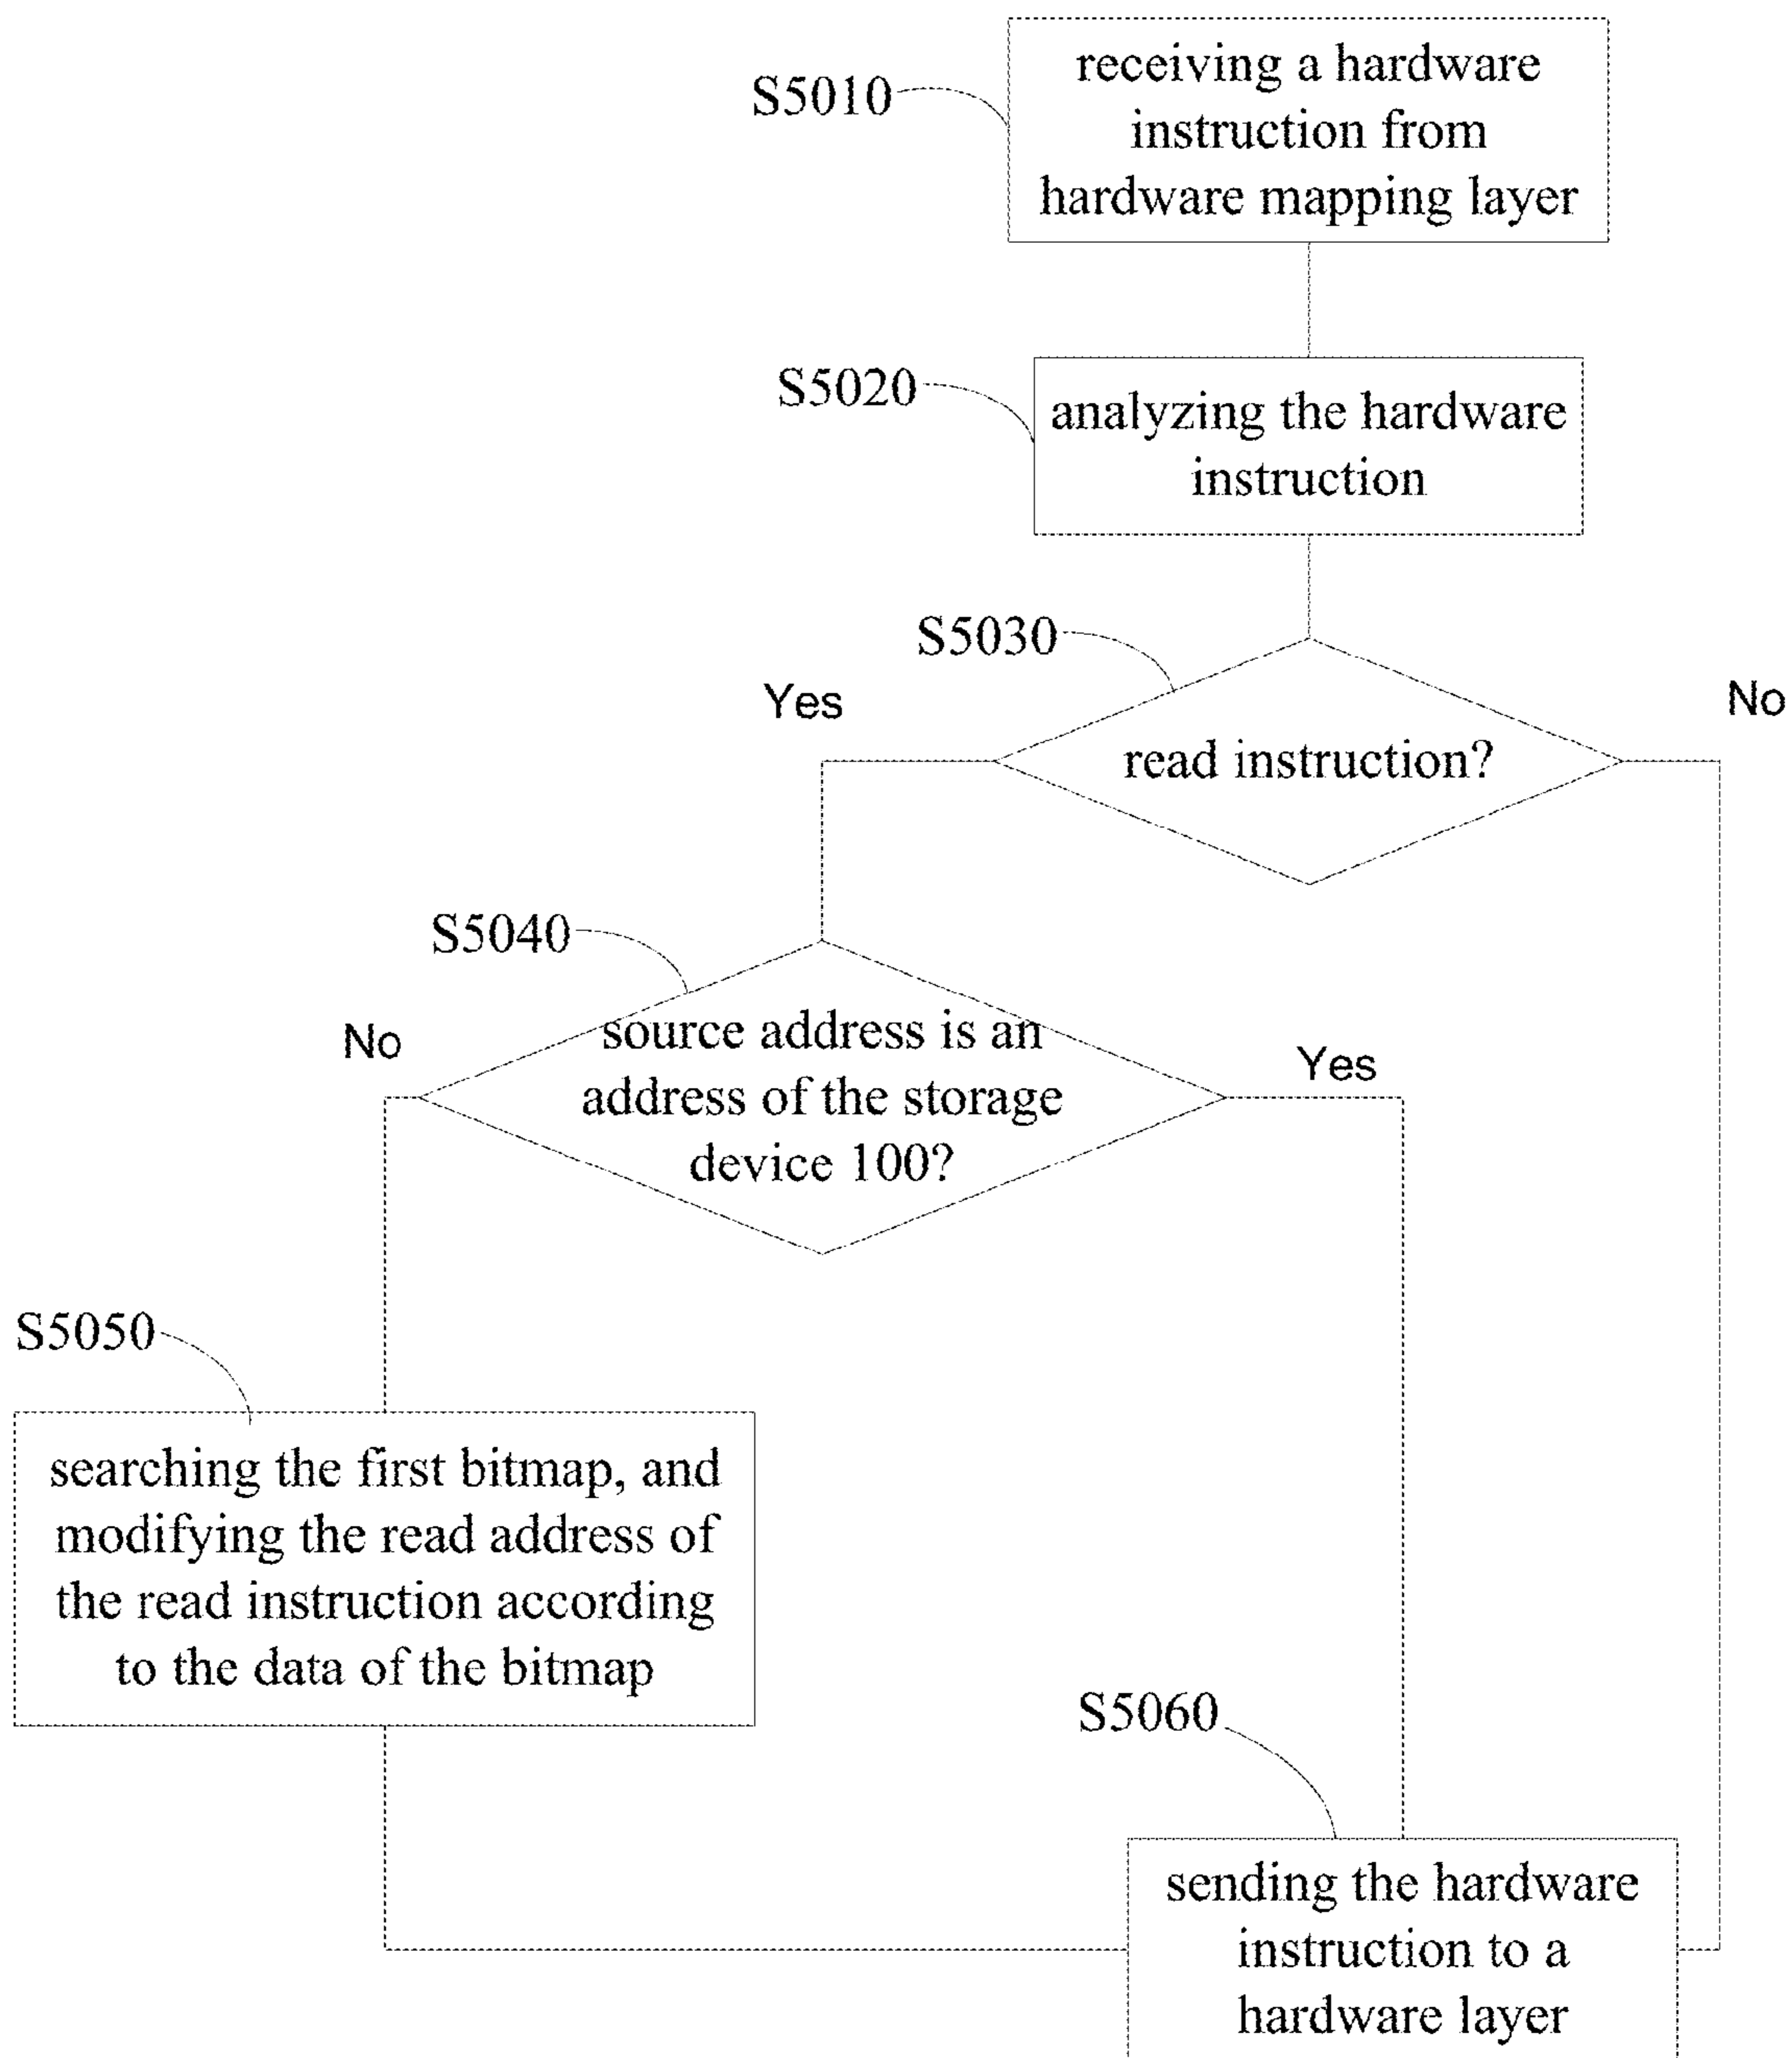 S5010
receiving a hardware
instruction from
hardware mapping layer
S5020
analyzing the hardware
instruction
S5030
Yes
No
read instruction?
S5040
No
source address is an
address of the storage
device 100?
Yes
S5050
searching the first bitmap, and
modifying the read address of
the read instruction according
to the data of the bitmap
S5060
sending the hardware
instruction to a
hardware layer